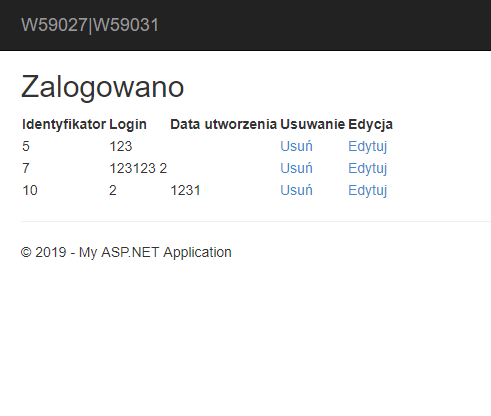 W59027|W59031
Zalogowano
Identyfikator Login Data utworzenia Usuwanie Edycja
5 123 Usuń Edytuj
7 123123 2 Usuń Edytuj
10 2 1231 Usuń Edytuj
© 2019 - My ASP.NET Application